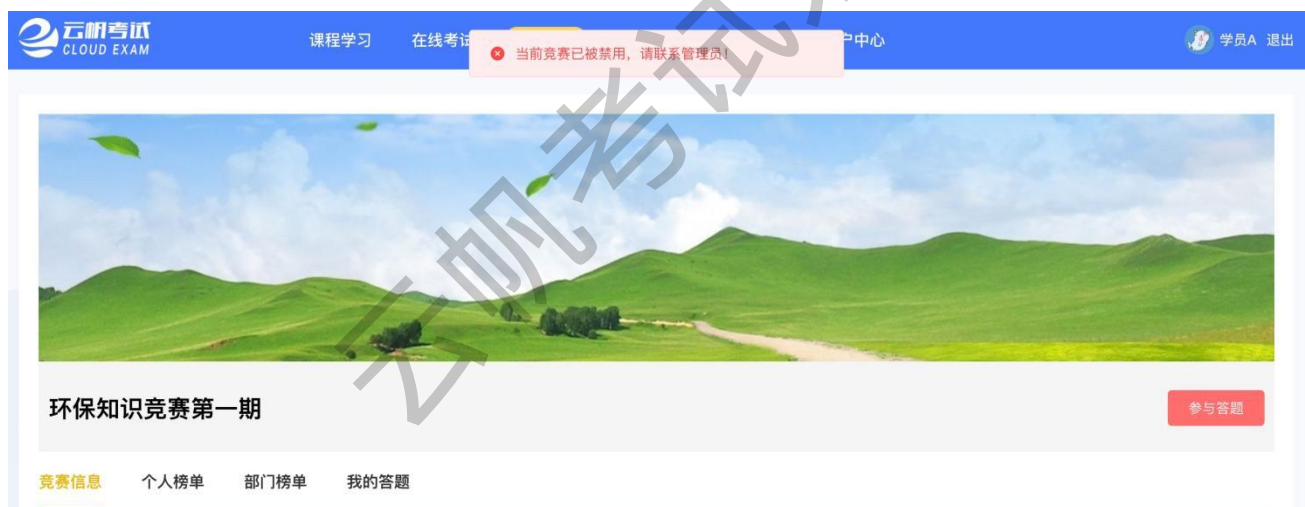 云帆考试
CLOUD EXAM
课程学习
在线考试
当前竞赛已被禁用，请联系管理员！
户中心
学员A 退出
云帆考试
环保知识竞赛第一期
参与答题
竞赛信息 个人榜单 部门榜单 我的答题